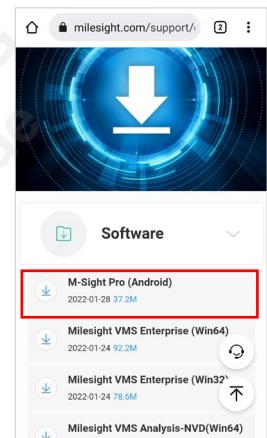 milesight.com/support/
2
Software
M-Sight Pro (Android)
2022-01-28 37.2M
Milesight VMS Enterprise (Win64)
2022-01-24 92.2M
Milesight VMS Enterprise (Win32)
2022-01-24 78.6M
Milesight VMS Analysis-NVD(Win64)